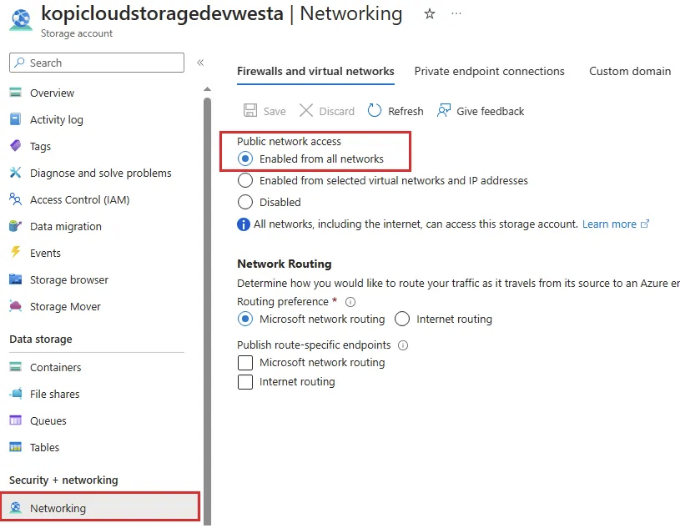 kopicloudstoragedevwesta | Networking
Storage account
Search
Overview
Activity log
Tags
Diagnose and solve problems
Access Control (IAM)
Data migration
Events
Storage browser
Storage Mover
Data storage
Containers
File shares
Queues
Tables
Security + networking
Networking
Firewalls and virtual networks Private endpoint connections Custom domain
Save Discard Refresh Give feedback
Public network access
Enabled from all networks
Enabled from selected virtual networks and IP addresses
Disabled
All networks, including the internet, can access this storage account. Learn more
Network Routing
Determine how you would like to route your traffic as it travels from its source to an Azure en
Routing preference *
Microsoft network routing Internet routing
Publish route-specific endpoints
Microsoft network routing
Internet routing